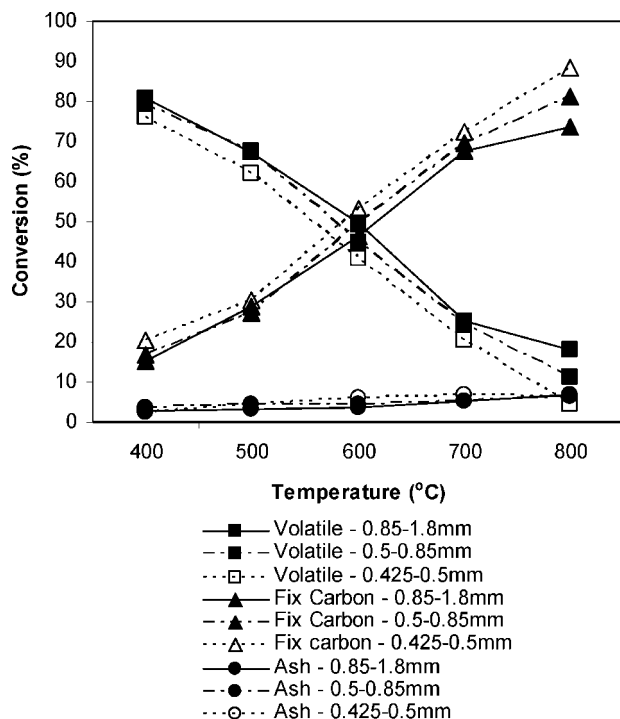 100
90
80
70
60
50
40
30
20
10
0
Conversion (%)
400 500 600 700 800
Temperature (°C)
Volatile - 0.85-1.8mm
Volatile - 0.5-0.85mm
Volatile - 0.425-0.5mm
Fix Carbon - 0.85-1.8mm
Fix Carbon - 0.5-0.85mm
Fix carbon - 0.425-0.5mm
Ash - 0.85-1.8mm
Ash - 0.5-0.85mm
Ash - 0.425-0.5mm